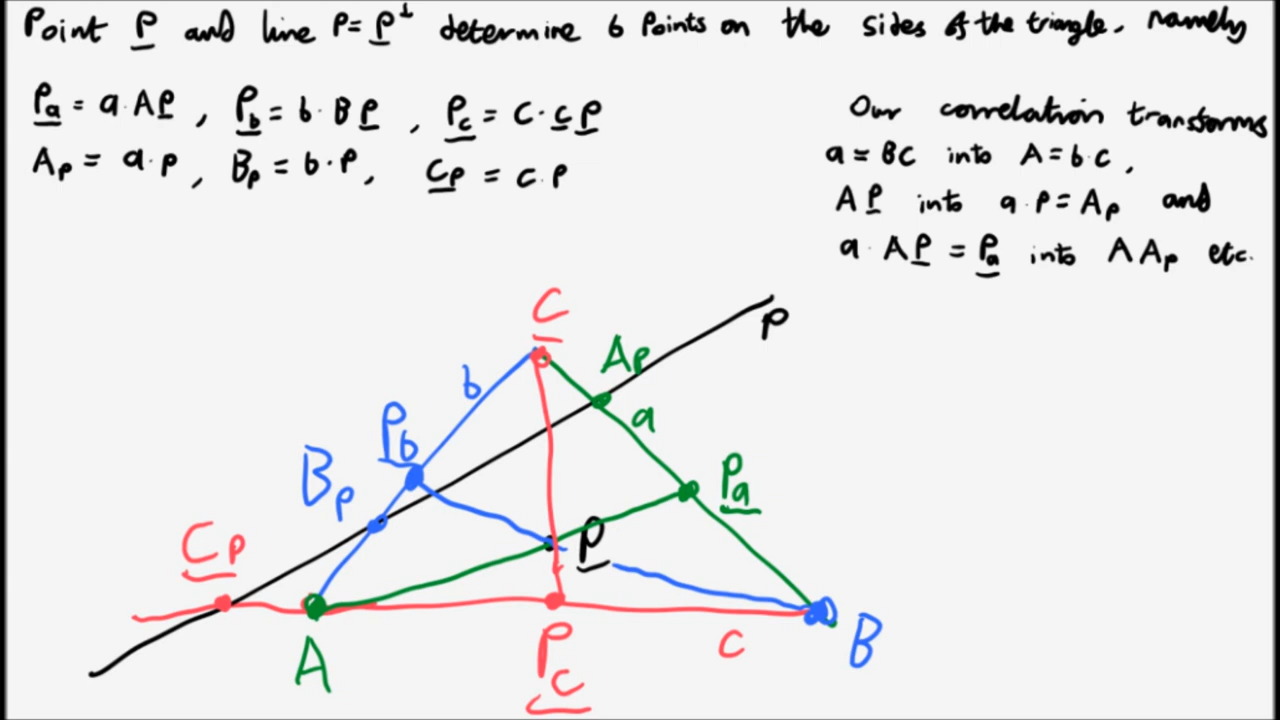 Point P and line p=P⊥ determine 6 Points on the sides of the triangle, namely
Pa = a·AP, Pb = b·BP, Pc = C·CP
Ap = a·p, Bp = b·P, Cp = c·p
Our correlation transforms
a = BC into A = b·c,
AP into a·P = Ap and
a·AP = Pa into AAp etc.
C
P
Ap
b
a
Pb
Bp
Pa
Cp
P
A
Pc
c
B